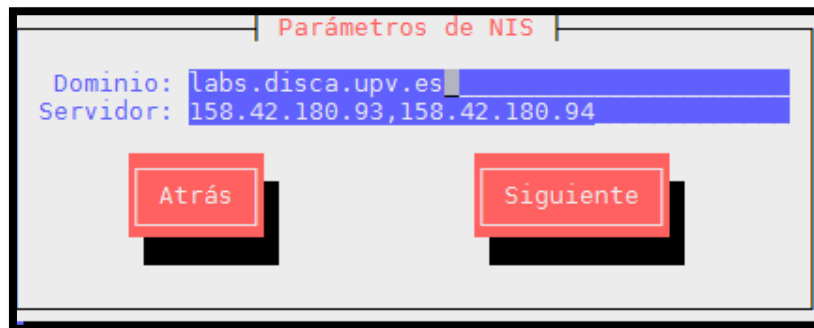 Parámetros de NIS
Dominio: labs.disca.upv.es
Servidor: 158.42.180.93,158.42.180.94
Atrás Siguiente